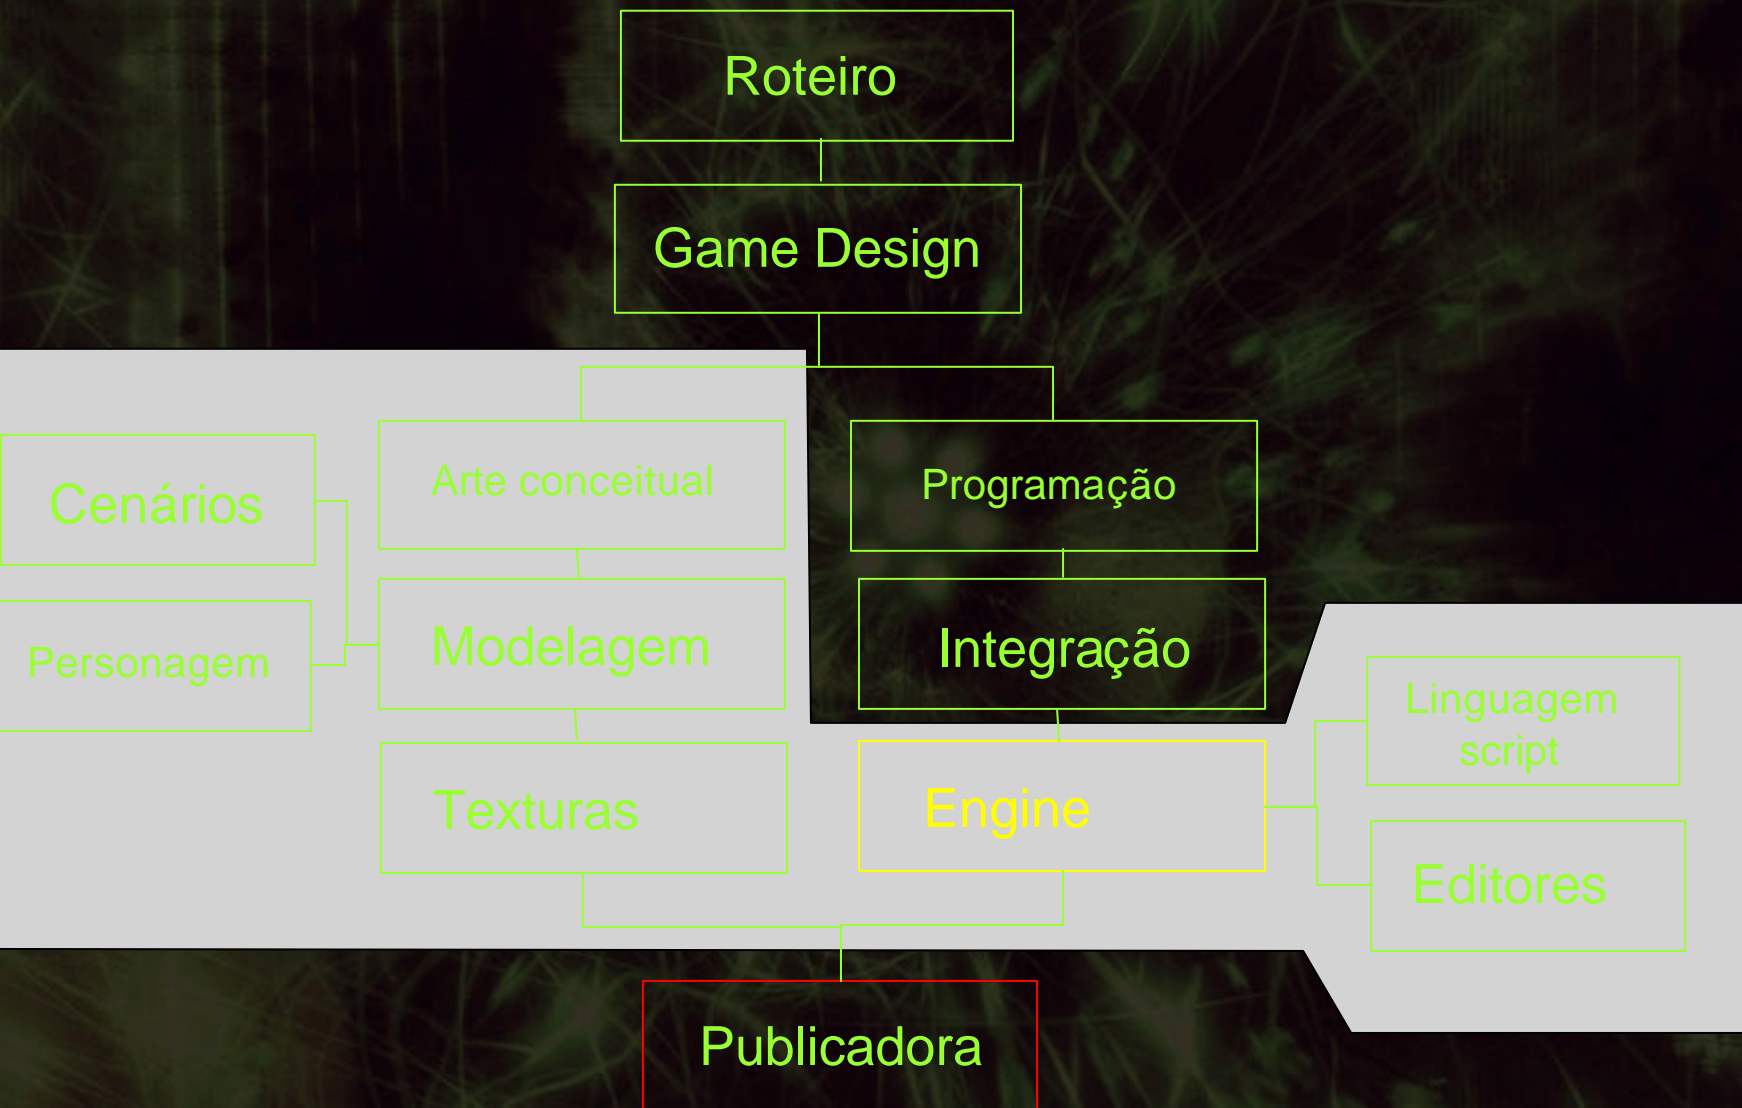 Roteiro
Game Design
Arte conceitual
Programação
Cenários
Modelagem
Integração
Personagem
Linguagem
script
Texturas
Engine
Editores
Publicadora